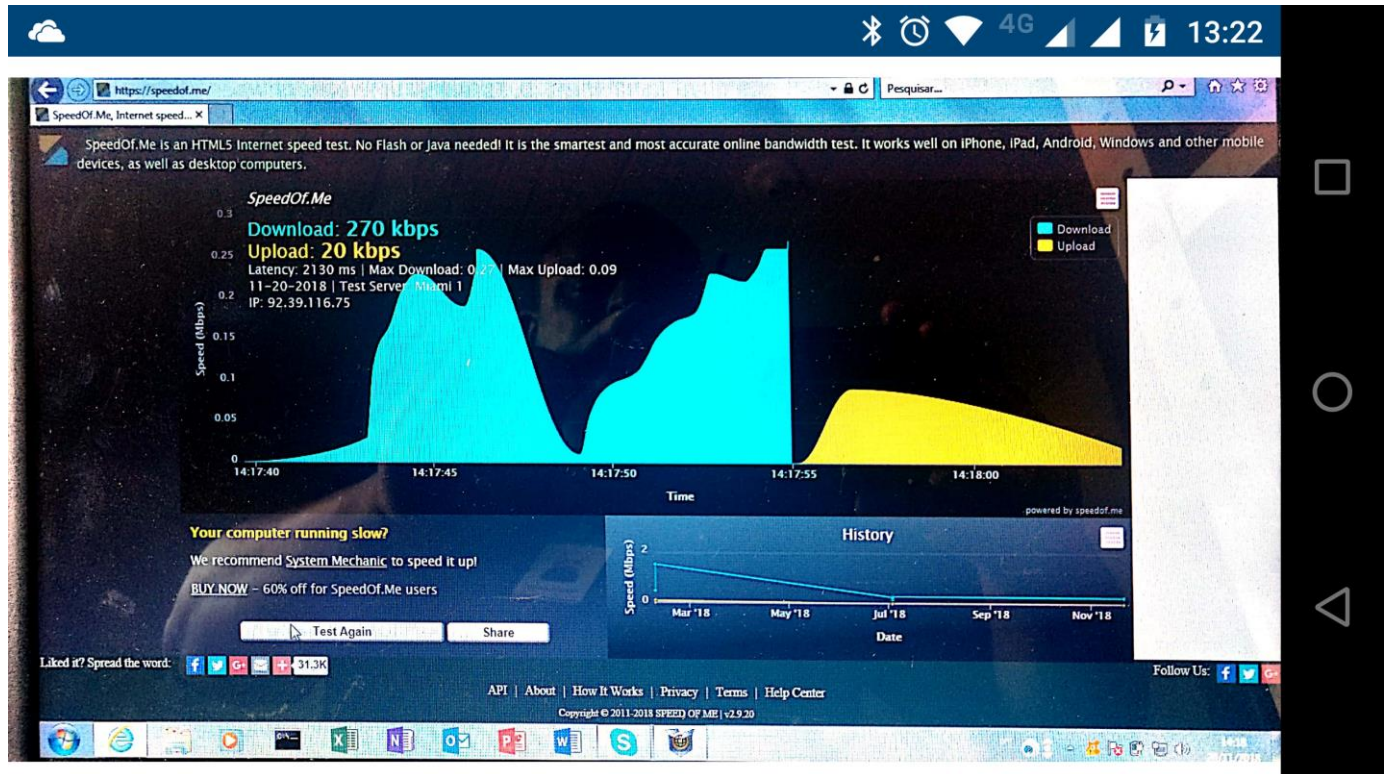 4G 13:22
https://speedof.me/
Pesquisar...
SpeedOf.Me, Internet speed... X
SpeedOf.Me is an HTML5 Internet speed test. No Flash or Java needed! It is the smartest and most accurate online bandwidth test. It works well on iPhone, iPad, Android, Windows and other mobile
devices, as well as desktop computers.
SpeedOf.Me
Download: 270 kbps
Upload: 20 kbps
Latency: 2130 ms | Max Download: 0.27 | Max Upload: 0.09
11-20-2018 | Test Server: Miami 1
IP: 92.39.116.75
Download
Upload
Speed (Mbps)
0.3
0.25
0.2
0.15
0.1
0.05
0
14:17:40 14:17:45 14:17:50 14:17:55 14:18:00
Time
powered by speedof.me
Your computer running slow?
We recommend System Mechanic to speed it up!
BUY NOW - 60% off for SpeedOf.Me users
Test Again
Share
History
Speed (Mbps)
2
0
Mar '18 May '18 Jul '18 Sep '18 Nov '18
Date
Liked it? Spread the word:
31.3K
Follow Us:
API | About | How It Works | Privacy | Terms | Help Center
Copyright © 2011-2018 SPEED OF ME | v2.9.20